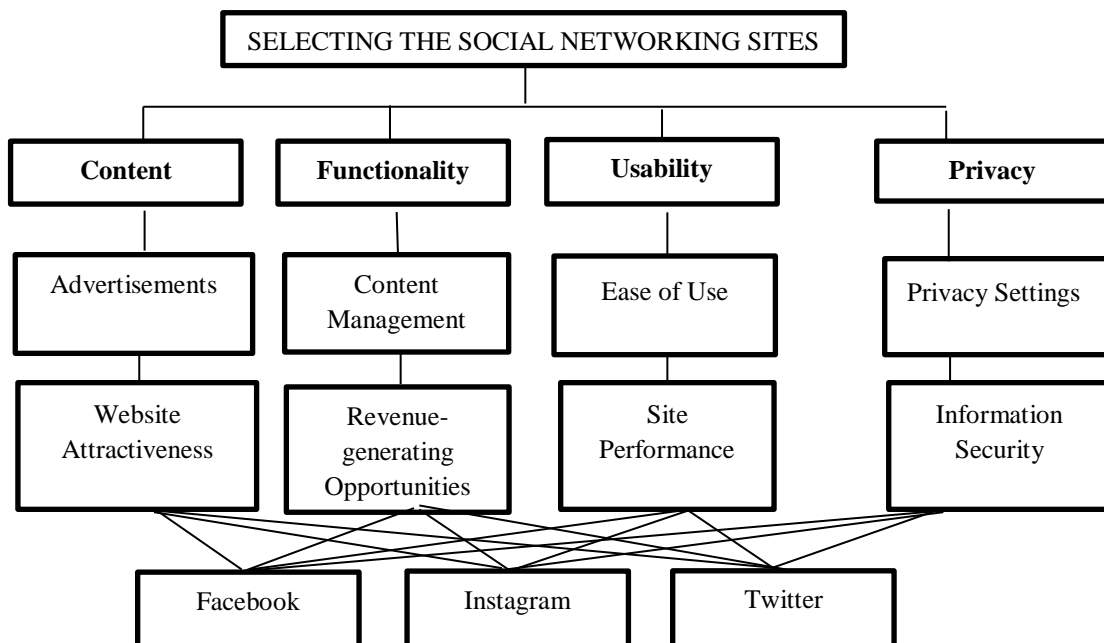 SELECTING THE SOCIAL NETWORKING SITES
Content
Functionality
Usability
Privacy
Advertisements
Content
Management
Ease of Use
Privacy Settings
Website
Attractiveness
Revenue-
generating
Opportunities
Site
Performance
Information
Security
Facebook
Instagram
Twitter